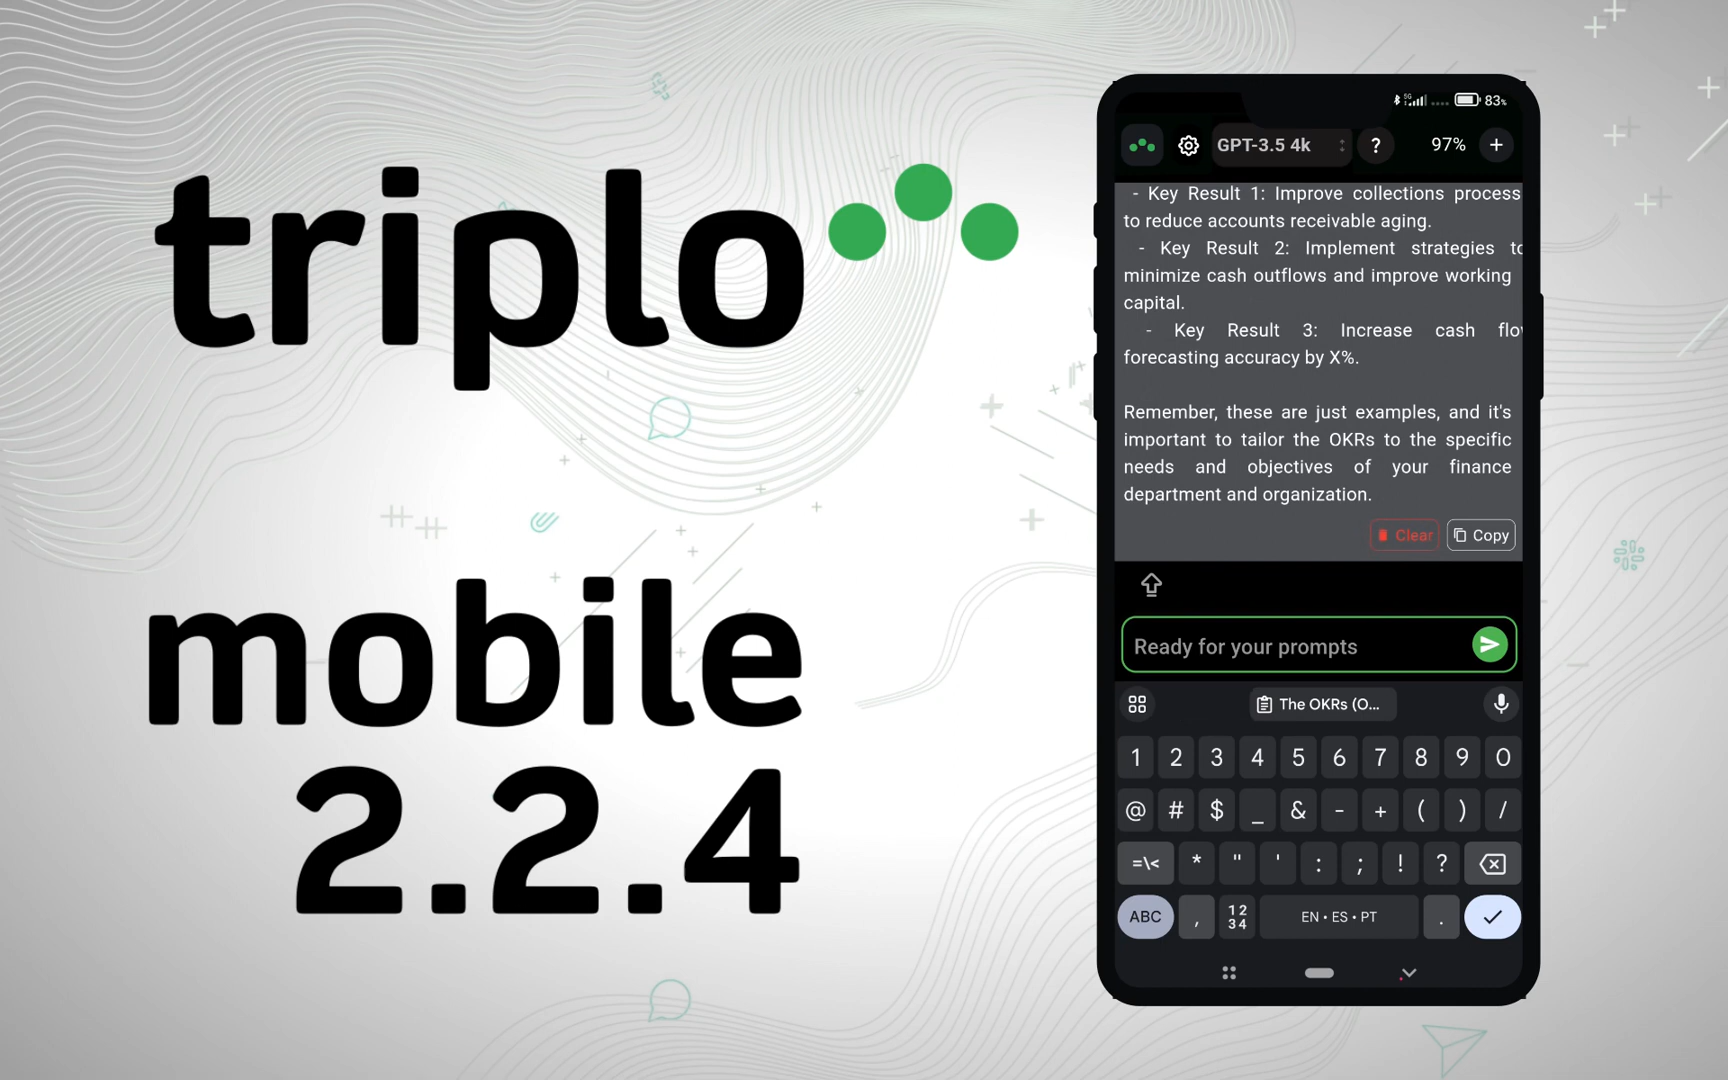 triplo
mobile
2.2.4
5G
83%
GPT-3.5 4k
?
97%
+
- Key Result 1: Improve collections process
to reduce accounts receivable aging.
- Key Result 2: Implement strategies to
minimize cash outflows and improve working
capital.
- Key Result 3: Increase cash flow
forecasting accuracy by X%.
Remember, these are just examples, and it's
important to tailor the OKRs to the specific
needs and objectives of your finance
department and organization.
Clear
Copy
Ready for your prompts
The OKRs (O...
1 2 3 4 5 6 7 8 9 0
@ # $ _ & - + ( ) /
=\< * " ' : ; ! ?
ABC , 12 34 EN • ES • PT .